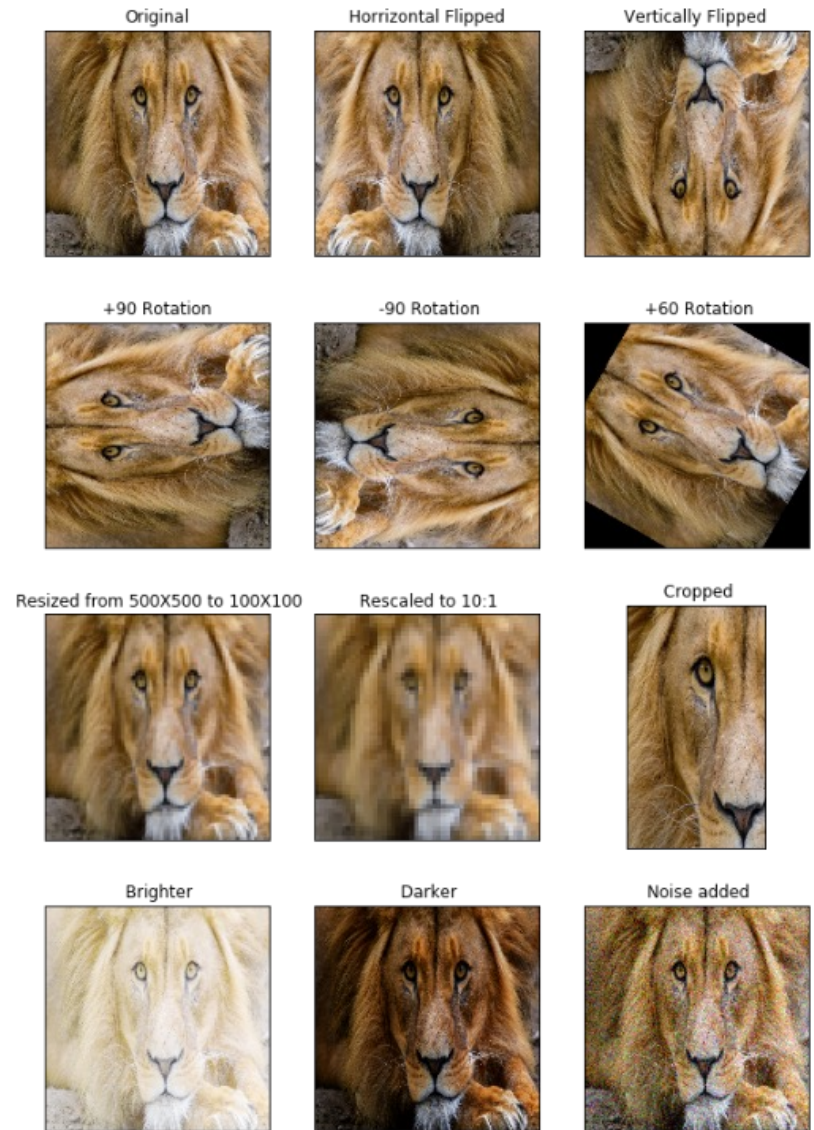 Original
Horrizontal Flipped
Vertically Flipped
+90 Rotation
-90 Rotation
+60 Rotation
Resized from 500X500 to 100X100
Rescaled to 10:1
Cropped
Brighter
Darker
Noise added